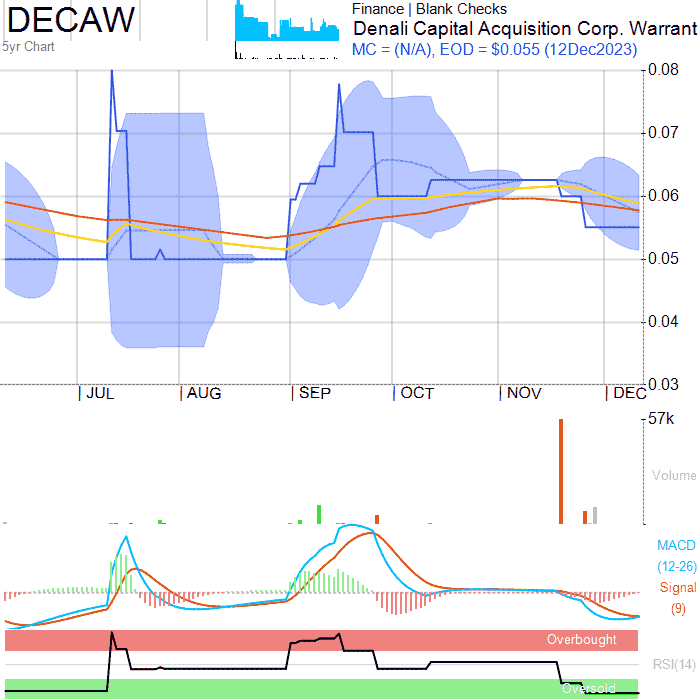 DECAW
5yr Chart
Finance | Blank Checks
Denali Capital Acquisition Corp. Warrant
MC = (N/A), EOD = $0.055 (12Dec2023)
0.08
0.07
0.06
0.05
0.04
0.03
JUL AUG SEP OCT NOV DEC
57k
Volume
MACD
(12-26)
Signal
(9)
Overbought
RSI(14)
Oversold